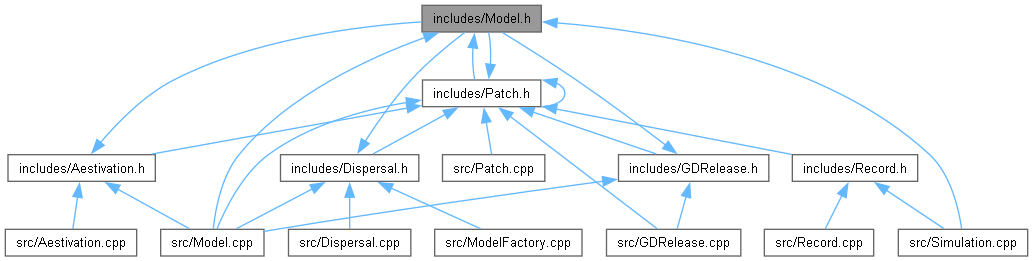 includes/Model.h
includes/Patch.h
includes/Aestivation.h
includes/Dispersal.h
src/Patch.cpp
includes/GDRelease.h
includes/Record.h
src/Aestivation.cpp
src/Model.cpp
src/Dispersal.cpp
src/ModelFactory.cpp
src/GDRelease.cpp
src/Record.cpp
src/Simulation.cpp